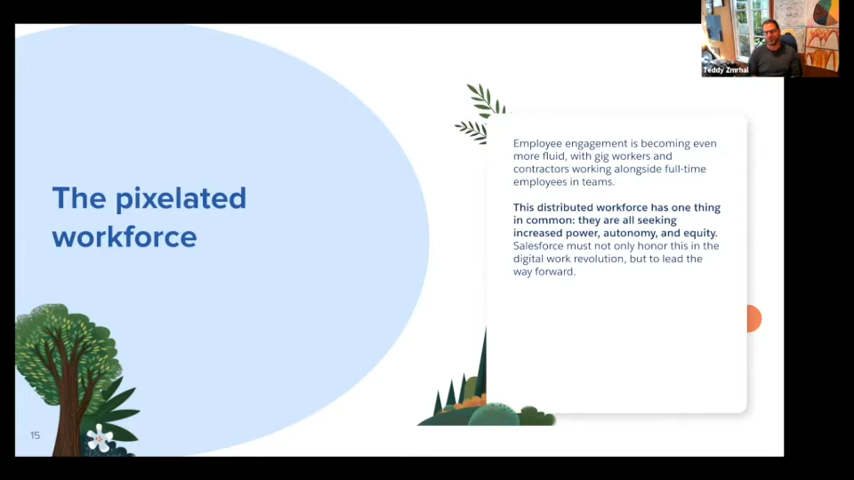 Teddy Zmrhal
The pixelated
workforce
Employee engagement is becoming even
more fluid, with gig workers and
contractors working alongside full-time
employees in teams.
This distributed workforce has one thing
in common: they are all seeking
increased power, autonomy, and equity.
Salesforce must not only honor this in the
digital work revolution, but to lead the
way forward.
15